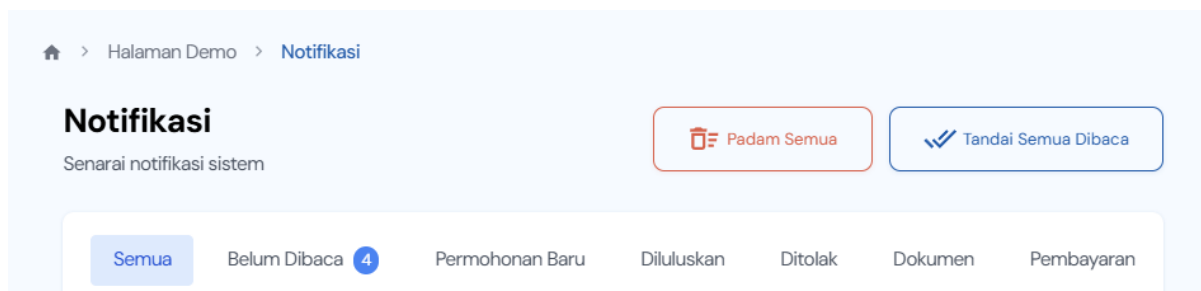 Halaman Demo > Notifikasi
Notifikasi
Padam Semua
Tandai Semua Dibaca
Senarai notifikasi sistem
Semua Belum Dibaca 4 Permohonan Baru Diluluskan Ditolak Dokumen Pembayaran